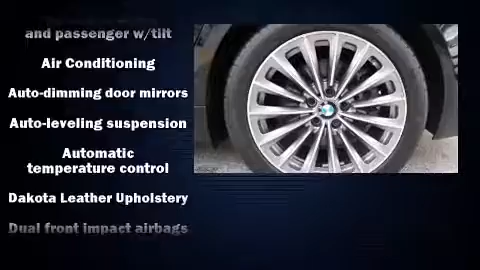 and passenger w/tilt
Air Conditioning
Auto-dimming door mirrors
Auto-leveling suspension
Automatic
temperature control
Dakota Leather Upholstery
Dual front impact airbags